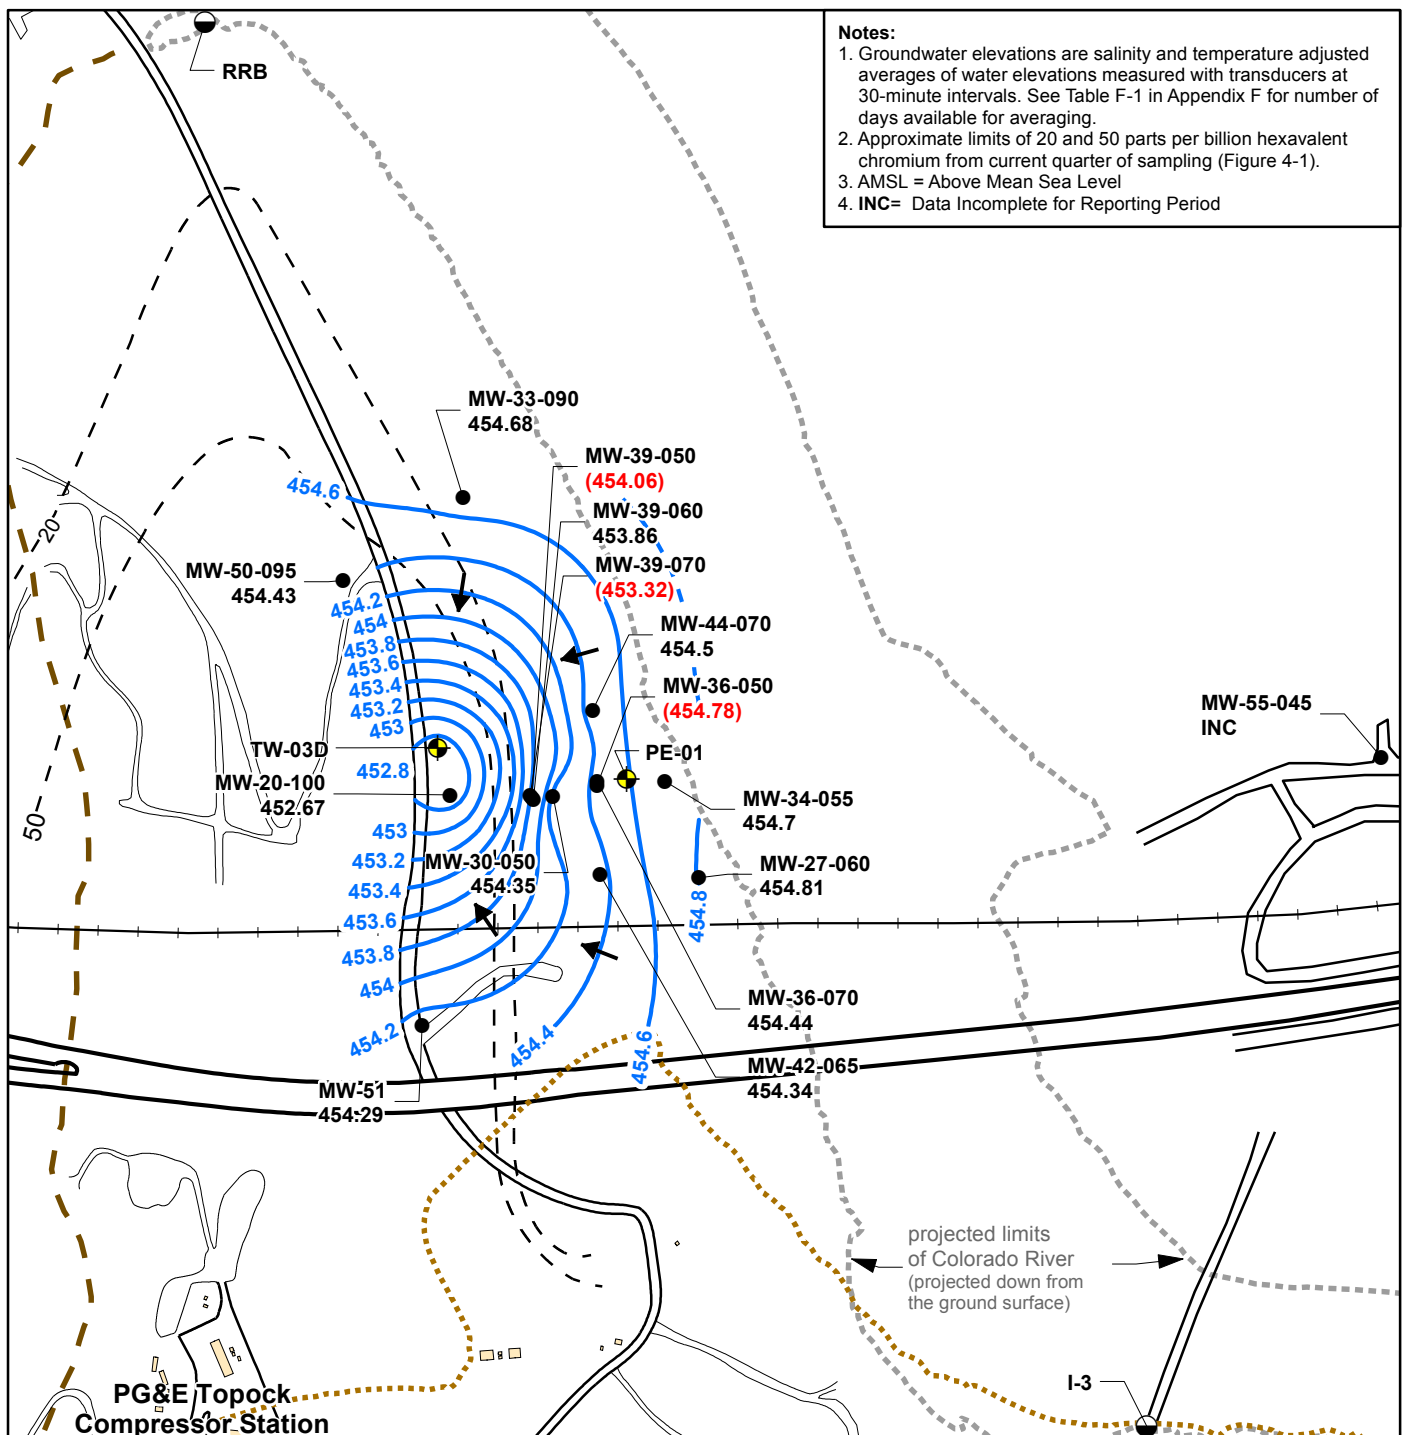 Notes:
1. Groundwater elevations are salinity and temperature adjusted
averages of water elevations measured with transducers at
30-minute intervals. See Table F-1 in Appendix F for number of
days available for averaging.
2. Approximate limits of 20 and 50 parts per billion hexavalent
chromium from current quarter of sampling (Figure 4-1).
3. AMSL = Above Mean Sea Level
4. INC= Data Incomplete for Reporting Period
RRB
MW-33-090
454.68
MW-39-050
(454.06)
454.6
MW-39-060
453.86
20
MW-39-070
(453.32)
MW-50-095
454.43
454.2
454
453.8
453.6
453.4
453.2
453
MW-44-070
454.5
MW-36-050
(454.78)
MW-55-045
INC
TW-03D
PE-01
452.8
MW-20-100
452.67
MW-34-055
454.7
50
453
453.2
453.4
453.6
453.8
454
454.2
MW-30-050
454.35
MW-27-060
454.81
454.8
MW-36-070
454.44
454.4
454.6
MW-42-065
454.34
MW-51
454.29
projected limits
of Colorado River
(projected down from
the ground surface)
I-3
PG&E Topock
Compressor Station